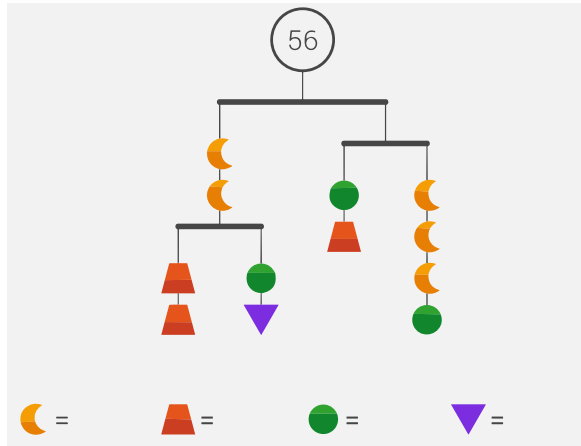 56
= = = =